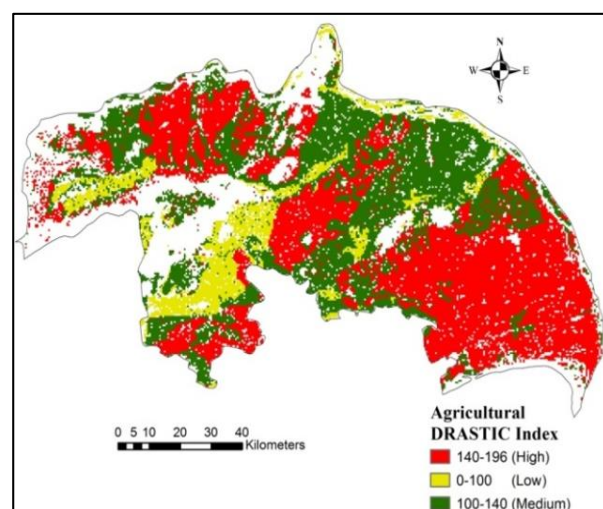 N
W E
S
0 5 10 20 30 40
Kilometers
Agricultural
DRASTIC Index
140-196 (High)
0-100 (Low)
100-140 (Medium)